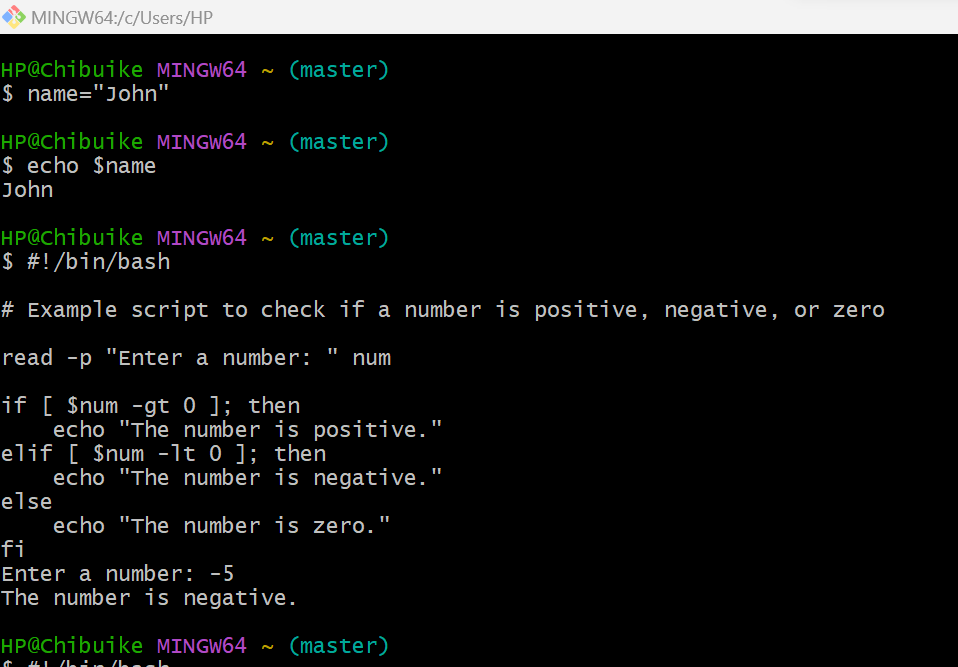 MINGW64:/c/Users/HP
HP@Chibuike MINGW64 ~ (master)
$ name="John"
HP@Chibuike MINGW64 ~ (master)
$ echo $name
John
HP@Chibuike MINGW64 ~ (master)
$ #!/bin/bash
# Example script to check if a number is positive, negative, or zero
read -p "Enter a number: " num
if [ $num -gt 0 ]; then
    echo "The number is positive."
elif [ $num -lt 0 ]; then
    echo "The number is negative."
else
    echo "The number is zero."
fi
Enter a number: -5
The number is negative.
HP@Chibuike MINGW64 ~ (master)
$ #!/bin/bash